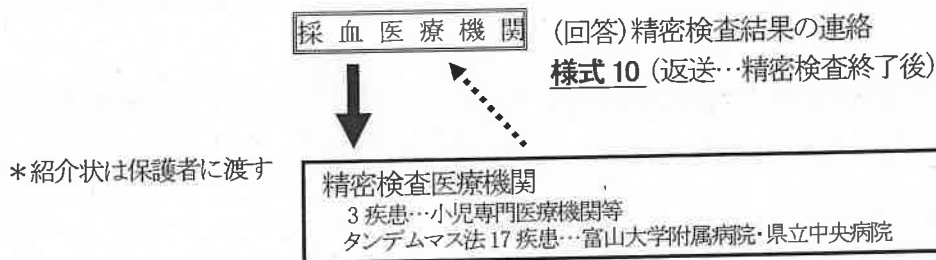 採血医療機関
(回答)精密検査結果の連絡
様式10(返送…精密検査終了後)
*紹介状は保護者に渡す
精密検査医療機関
3疾患…小児専門医療機関等
タンデムマス法17疾患…富山大学附属病院・県立中央病院